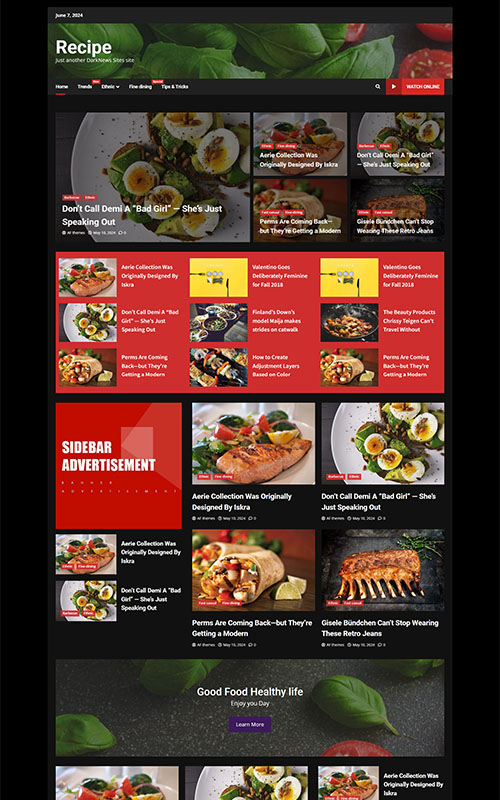 June 7, 2024
Recipe
Just another DarkNews Sites site
Home
Trends
New
Ethnic
Fine dining
Special
Tips & Tricks
WATCH ONLINE
Barbecue Ethnic
Don't Call Demi A "Bad Girl" — She's Just
Speaking Out
AF themes May 19, 2024 0
Ethnic Fine dining
Aerie Collection Was
Originally Designed By Iskra
Barbecue Ethnic
Don't Call Demi A "Bad Girl"
— She's Just Speaking Out
Fast casual Fine dining
Perms Are Coming Back—
but They're Getting a Modern
Ethnic Fast casual
Gisele Bündchen Can't Stop
Wearing These Retro Jeans
Aerie Collection Was
Originally Designed By
Iskra
Valentino Goes
Deliberately Feminine
for Fall 2018
Valentino Goes
Deliberately Feminine
for Fall 2018
Don't Call Demi A "Bad
Girl" — She's Just
Speaking Out
Finland's Down's
model Maija makes
strides on catwalk
The Beauty Products
Chrissy Teigen Can't
Travel Without
Perms Are Coming
Back—but They're
Getting a Modern
How to Create
Adjustment Layers
Based on Color
Perms Are Coming
Back—but They're
Getting a Modern
SIDEBAR
ADVERTISEMENT
BANNER
ADVERTISEMENT
Ethnic Fine dining
Aerie Collection Was Originally
Designed By Iskra
AF themes May 19, 2024 0
Barbecue Ethnic
Don't Call Demi A "Bad Girl" — She's
Just Speaking Out
AF themes May 19, 2024 0
Ethnic Fine dining
Aerie Collection Was
Originally Designed By
Iskra
Barbecue Ethnic
Don't Call Demi A "Bad
Girl" — She's Just
Speaking Out
Fast casual Fine dining
Perms Are Coming Back—but They're
Getting a Modern
AF themes May 19, 2024 0
Ethnic Fast casual
Gisele Bündchen Can't Stop Wearing
These Retro Jeans
AF themes May 19, 2024 0
Good Food Healthy life
Enjoy you Day
Learn More
Aerie Collection Was
Originally Designed By
Iskra